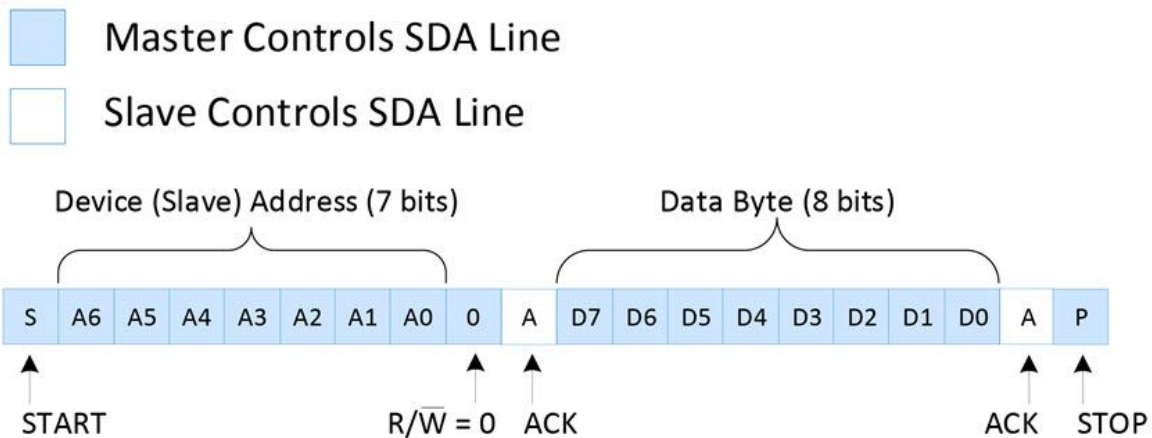 Master Controls SDA Line
Slave Controls SDA Line
Device (Slave) Address (7 bits) Data Byte (8 bits)
S A6 A5 A4 A3 A2 A1 A0 0 A D7 D6 D5 D4 D3 D2 D1 D0 A P
START R/W̅ = 0 ACK ACK STOP